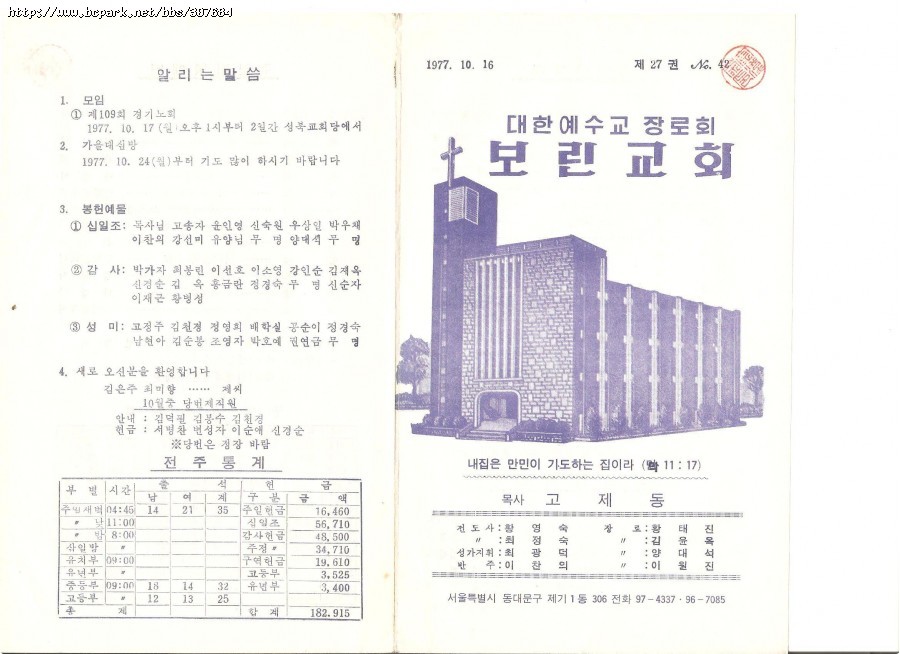 https://www.bcpark.net/bbs/387664
알리는 말씀
1. 모임
① 제109회 경기노회
1977. 10. 17 (월) 오후 1시부터 2일간 성북교회당에서
2. 가을대심방
1977. 10. 24(월)부터 기도 많이 하시기 바랍니다
3. 봉헌예물
① 십일조: 목사님 고송자 윤인영 신숙원 우상일 박우채
이찬의 강선미 유양님 무 명 양대석 무 명
② 감 사: 박가자 최봉린 이선호 이소영 강인순 김재옥
신정순 김 옥 용금란 정경숙 무 명 신순자
이재근 황명성
③ 성 미: 고정주 김천경 정영희 배학실 공순이 정경숙
남현아 김순봉 조영자 박호예 권연금 무 명
4. 새로 오신분을 환영합니다
김은주 최미향 …… 제씨
10월중 당번제직원
안내 : 김덕필 김봉수 김천경
헌금 : 서병찬 변성자 이순애 신경순
※당번은 정장 바람
전 주 통 계
부 별 시간 출 석 헌 금
남 여 계 구 분 금 액
주일새벽 04:45 14 21 35 주일헌금 16,460
〃 낮 11:00 십일조 56,710
〃 밤 8:00 감사헌금 48,500
삼일밤 〃 주정〃 34,710
유치부 09:00 구역헌금 19,610
유년부 〃 고등부 3,525
중등부 09:00 18 14 32 유년부 3,400
고등부 〃 12 13 25
총 계 합 계 182.915
1977. 10. 16 제 27 권 No. 42
대한예수교 장로회
보린교회
내집은 만민이 기도하는 집이라 (막 11 : 17)
목사 고 제 동
전 도 사 : 황 영 숙 장 로 : 황 태 진
〃 : 최 정 숙 〃 : 김 윤 옥
성가지휘 : 최 광 덕 〃 : 양 대 석
반 주 : 이 찬 의 〃 : 이 원 진
서울특별시 동대문구 제기 1 동 306 전화 97-4337 · 96-7085